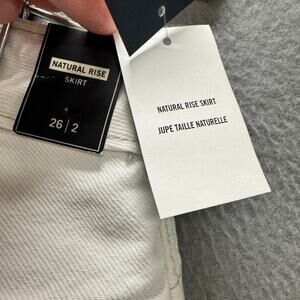 NATURAL RISE
SKIRT
26 | 2
NATURAL RISE SKIRT
JUPE TAILLE NATURELLE